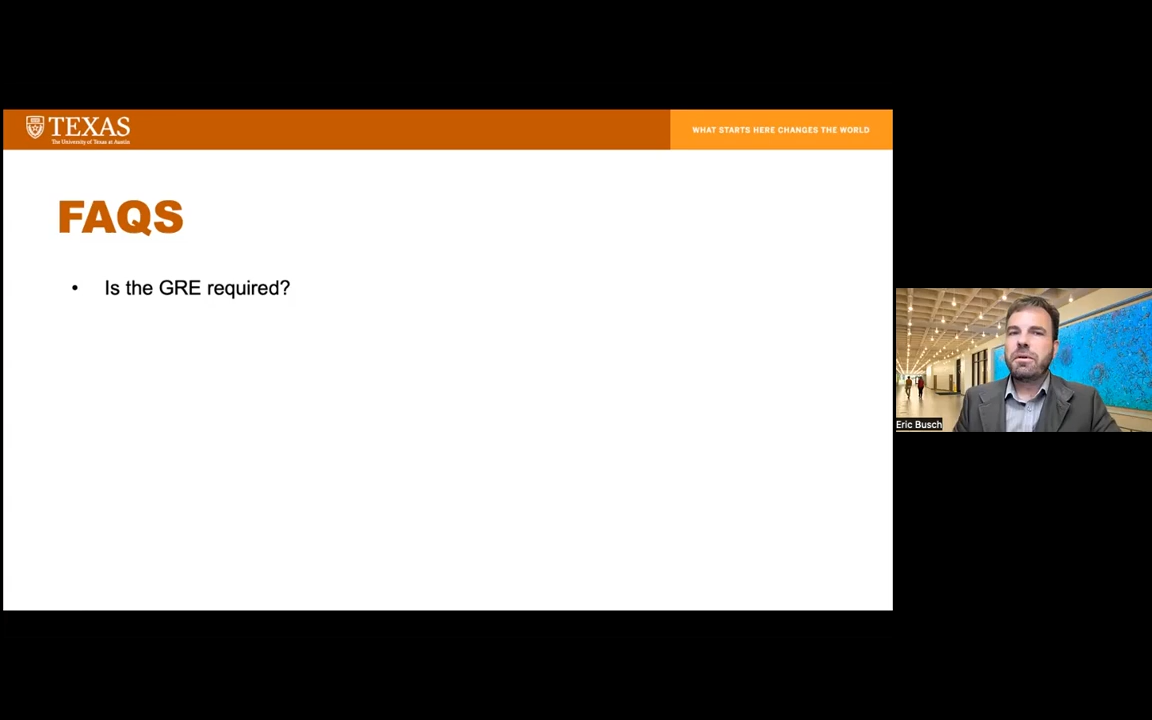 TEXAS
The University of Texas at Austin
WHAT STARTS HERE CHANGES THE WORLD
FAQS
• Is the GRE required?
Eric Busch